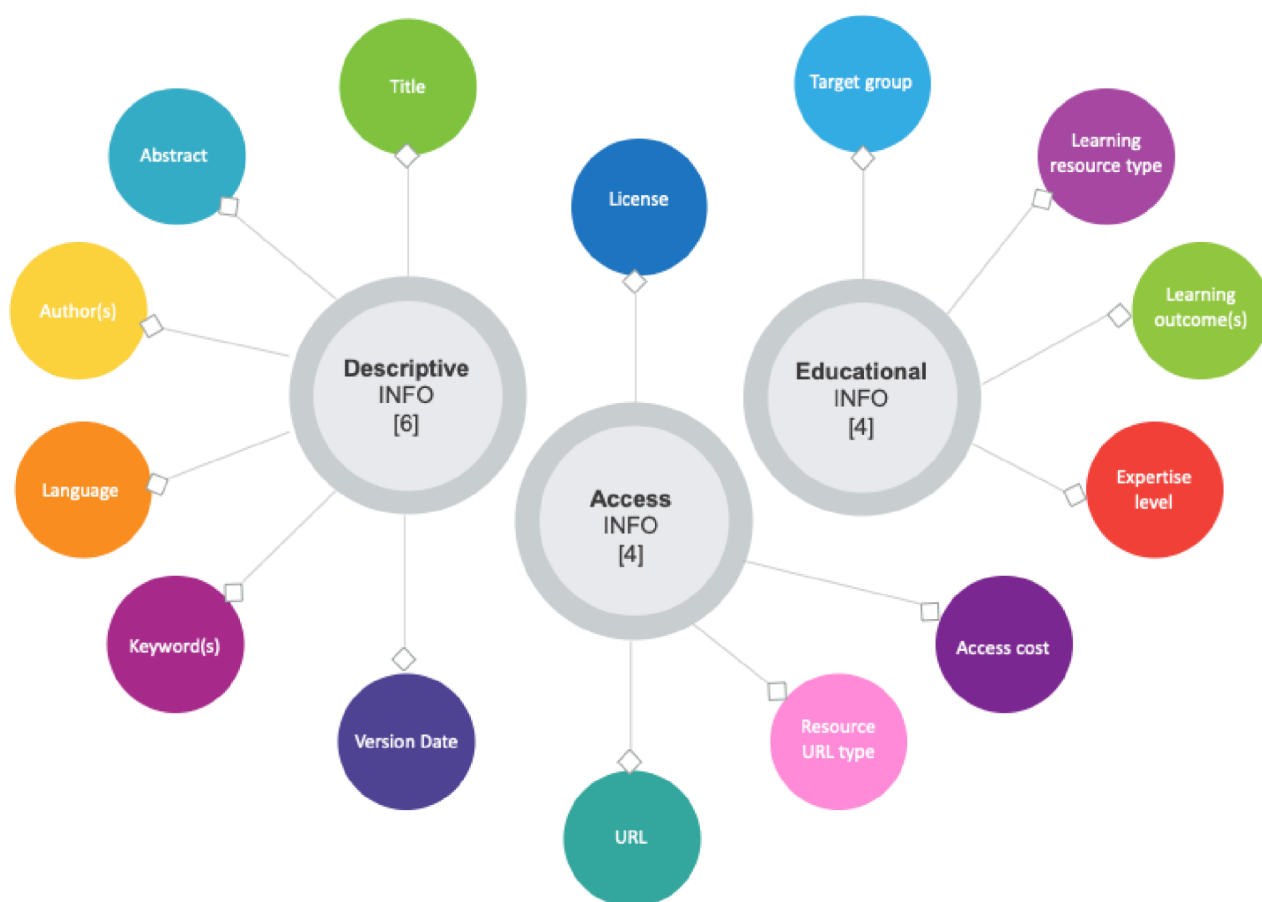 Title
Abstract
Author(s)
Language
Keyword(s)
Version Date
Descriptive
INFO
[6]
License
Access
INFO
[4]
URL
Resource
URL type
Access cost
Target group
Learning
resource type
Learning
outcome(s)
Expertise
level
Educational
INFO
[4]